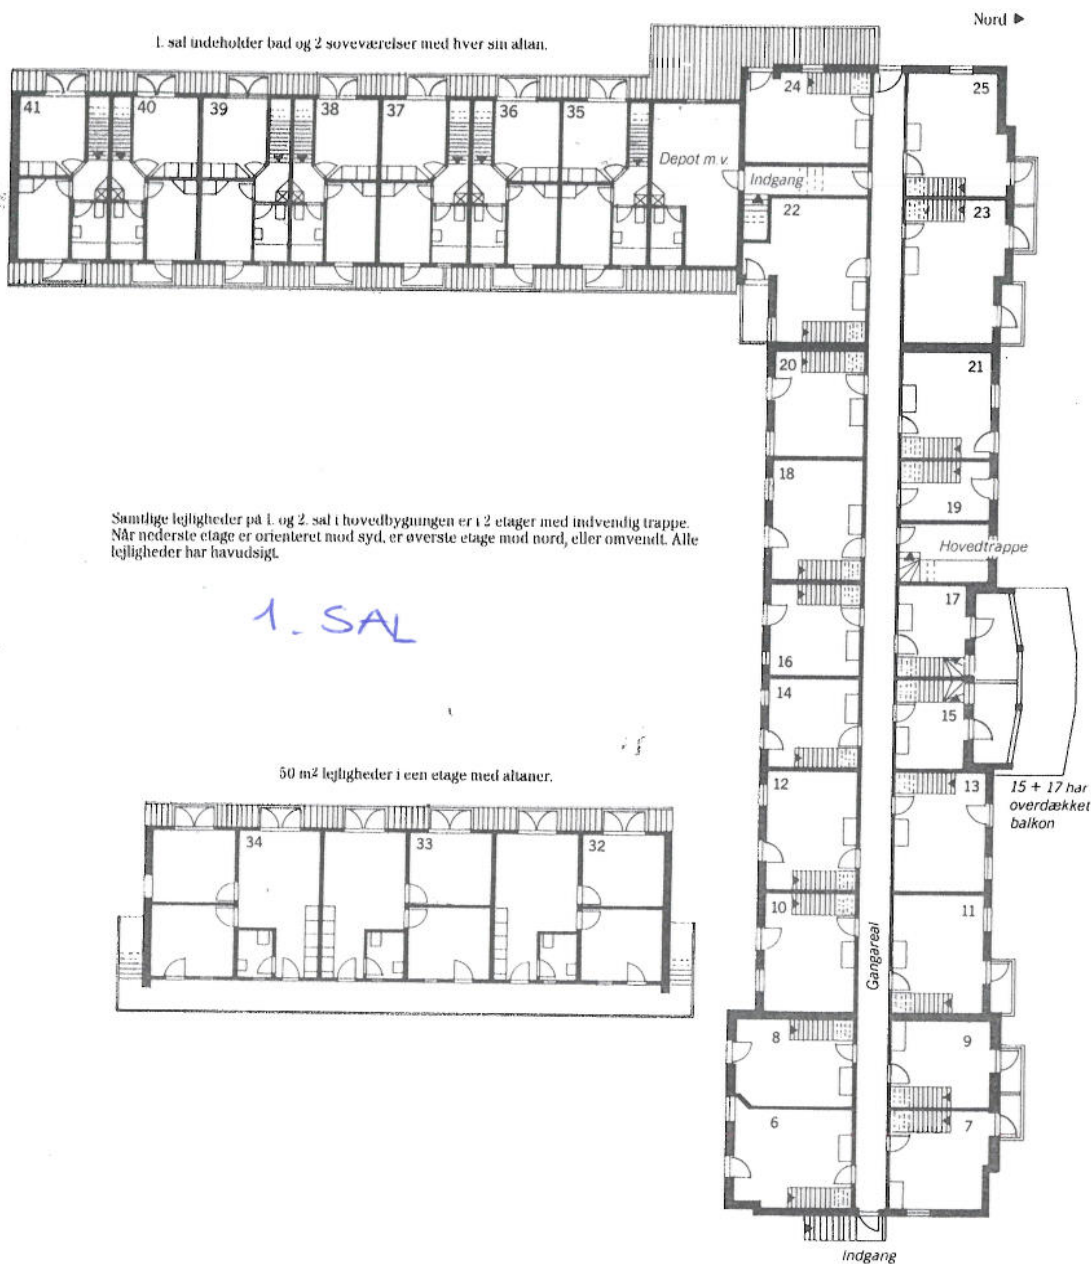 Nord
1. sal indeholder bad og 2 soveværelser med hver sin altan.
41
40
39
38
37
36
35
Depot m.v.
24
25
Indgang
22
23
20
21
18
19
Samtlige lejligheder på 1. og 2. sal i hovedbygningen er i 2 etager med indvendig trappe.
Når nederste etage er orienteret mod syd, er øverste etage mod nord, eller omvendt. Alle
lejligheder har havudsigt.
Hovedtrappe
1. SAL
17
16
14
15
50 m2 lejligheder i een etage med altaner.
12
13
15 + 17 har
overdækket
balkon
34
33
32
10
11
Gangareal
8
9
6
7
Indgang